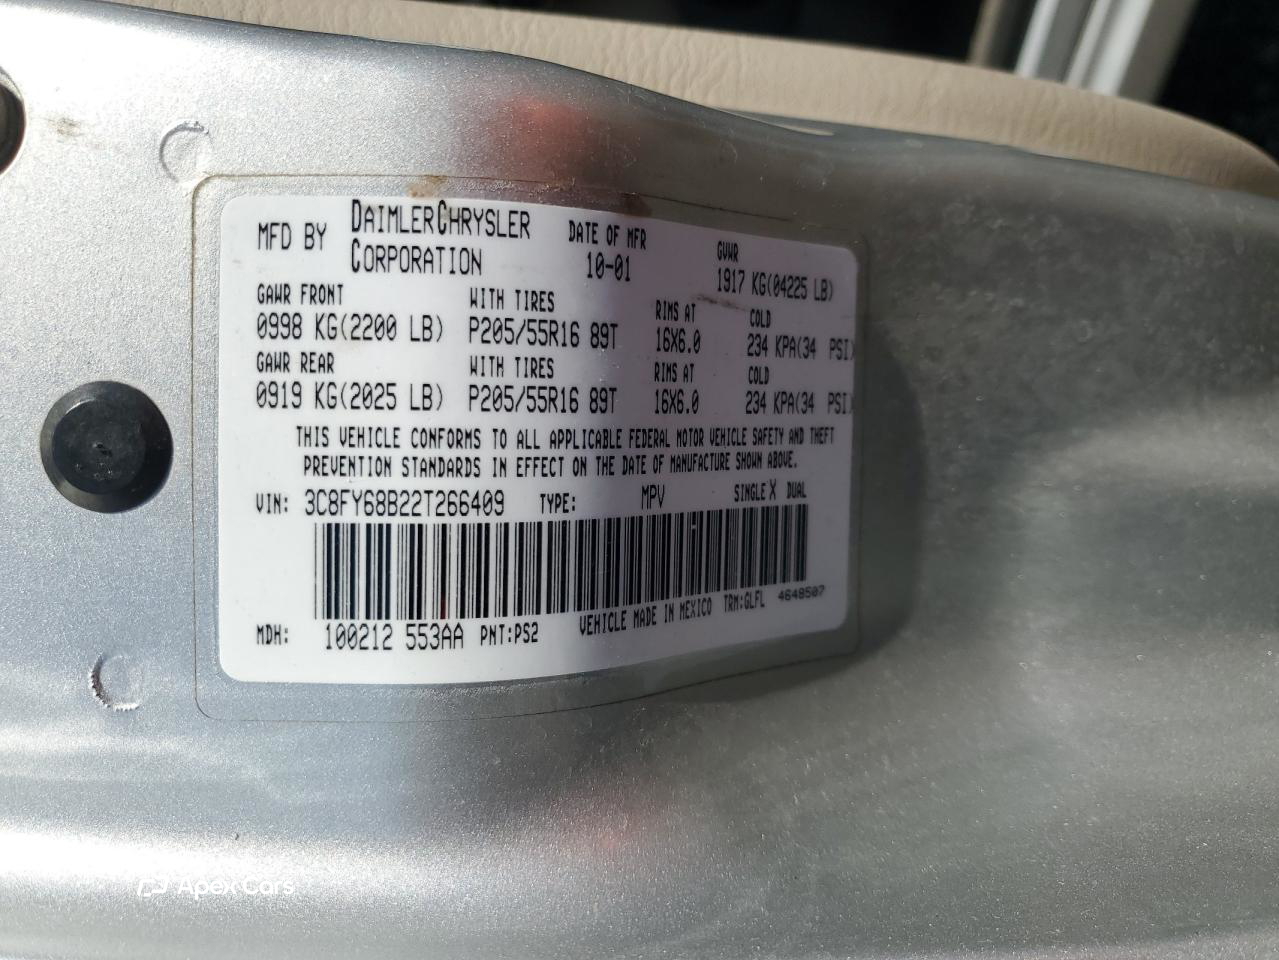 MFD BY DAIMLERCHRYSLER CORPORATION
DATE OF MFR 10-01
GVWR 1917 KG(04225 LB)
GAWR FRONT WITH TIRES RIMS AT COLD
0998 KG(2200 LB) P205/55R16 89T 16X6.0 234 KPA(34 PSI)
GAWR REAR WITH TIRES RIMS AT COLD
0919 KG(2025 LB) P205/55R16 89T 16X6.0 234 KPA(34 PSI)
THIS VEHICLE CONFORMS TO ALL APPLICABLE FEDERAL MOTOR VEHICLE SAFETY AND THEFT
PREVENTION STANDARDS IN EFFECT ON THE DATE OF MANUFACTURE SHOWN ABOVE.
VIN: 3C8FY68B22T266409 TYPE: MPV SINGLE X DUAL
MDH: 100212 553AA PNT:PS2 VEHICLE MADE IN MEXICO TRM:GLFL 4648507
Apex Cars